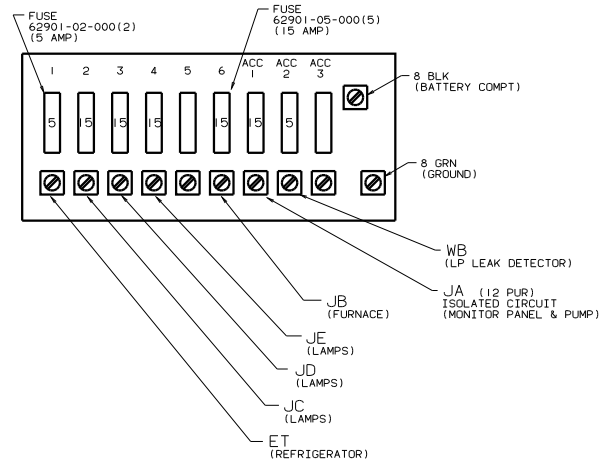 FUSE
62901-02-000(2)
(5 AMP)
FUSE
62901-05-000(5)
(15 AMP)
1 2 3 4 5 6 ACC 1 ACC 2 ACC 3
8 BLK
(BATTERY COMPT)
5 15 15 15 15 15 5
8 GRN
(GROUND)
WB
(LP LEAK DETECTOR)
JA (12 PUR)
ISOLATED CIRCUIT
(MONITOR PANEL & PUMP)
JB
(FURNACE)
JE
(LAMPS)
JD
(LAMPS)
JC
(LAMPS)
ET
(REFRIGERATOR)